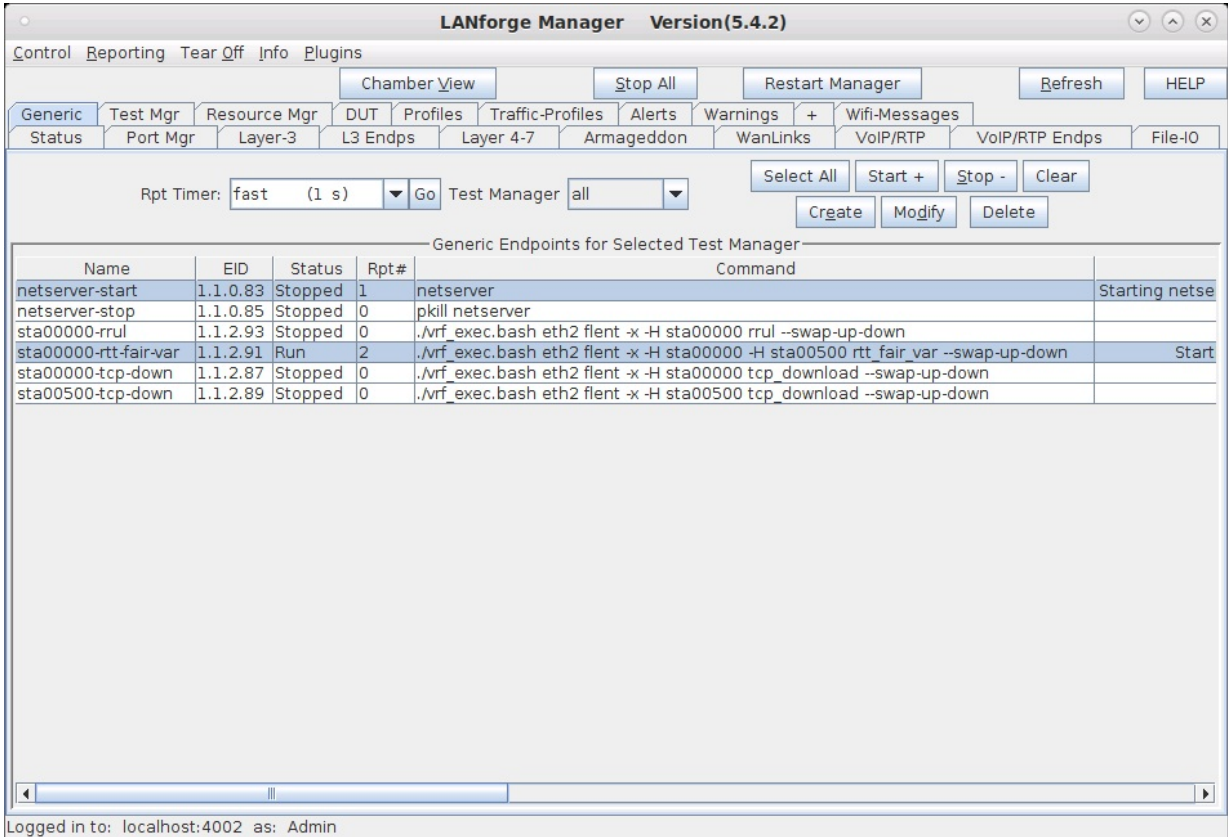 LANforge Manager Version(5.4.2)
Control Reporting Tear Off Info Plugins
Chamber View Stop All Restart Manager Refresh HELP
Generic Test Mgr Resource Mgr DUT Profiles Traffic-Profiles Alerts Warnings + Wifi-Messages
Status Port Mgr Layer-3 L3 Endps Layer 4-7 Armageddon WanLinks VoIP/RTP VoIP/RTP Endps File-IO
Select All Start + Stop - Clear
Rpt Timer: fast (1 s) Go Test Manager all
Create Modify Delete
Generic Endpoints for Selected Test Manager
Name EID Status Rpt# Command
netserver-start 1.1.0.83 Stopped 1 netserver Starting netse
netserver-stop 1.1.0.85 Stopped 0 pkill netserver
sta00000-rrul 1.1.2.93 Stopped 0 ./vrf_exec.bash eth2 flent -x -H sta00000 rrul --swap-up-down
sta00000-rtt-fair-var 1.1.2.91 Run 2 ./vrf_exec.bash eth2 flent -x -H sta00000 -H sta00500 rtt_fair_var --swap-up-down Start
sta00000-tcp-down 1.1.2.87 Stopped 0 ./vrf_exec.bash eth2 flent -x -H sta00000 tcp_download --swap-up-down
sta00500-tcp-down 1.1.2.89 Stopped 0 ./vrf_exec.bash eth2 flent -x -H sta00500 tcp_download --swap-up-down
Logged in to: localhost:4002 as: Admin